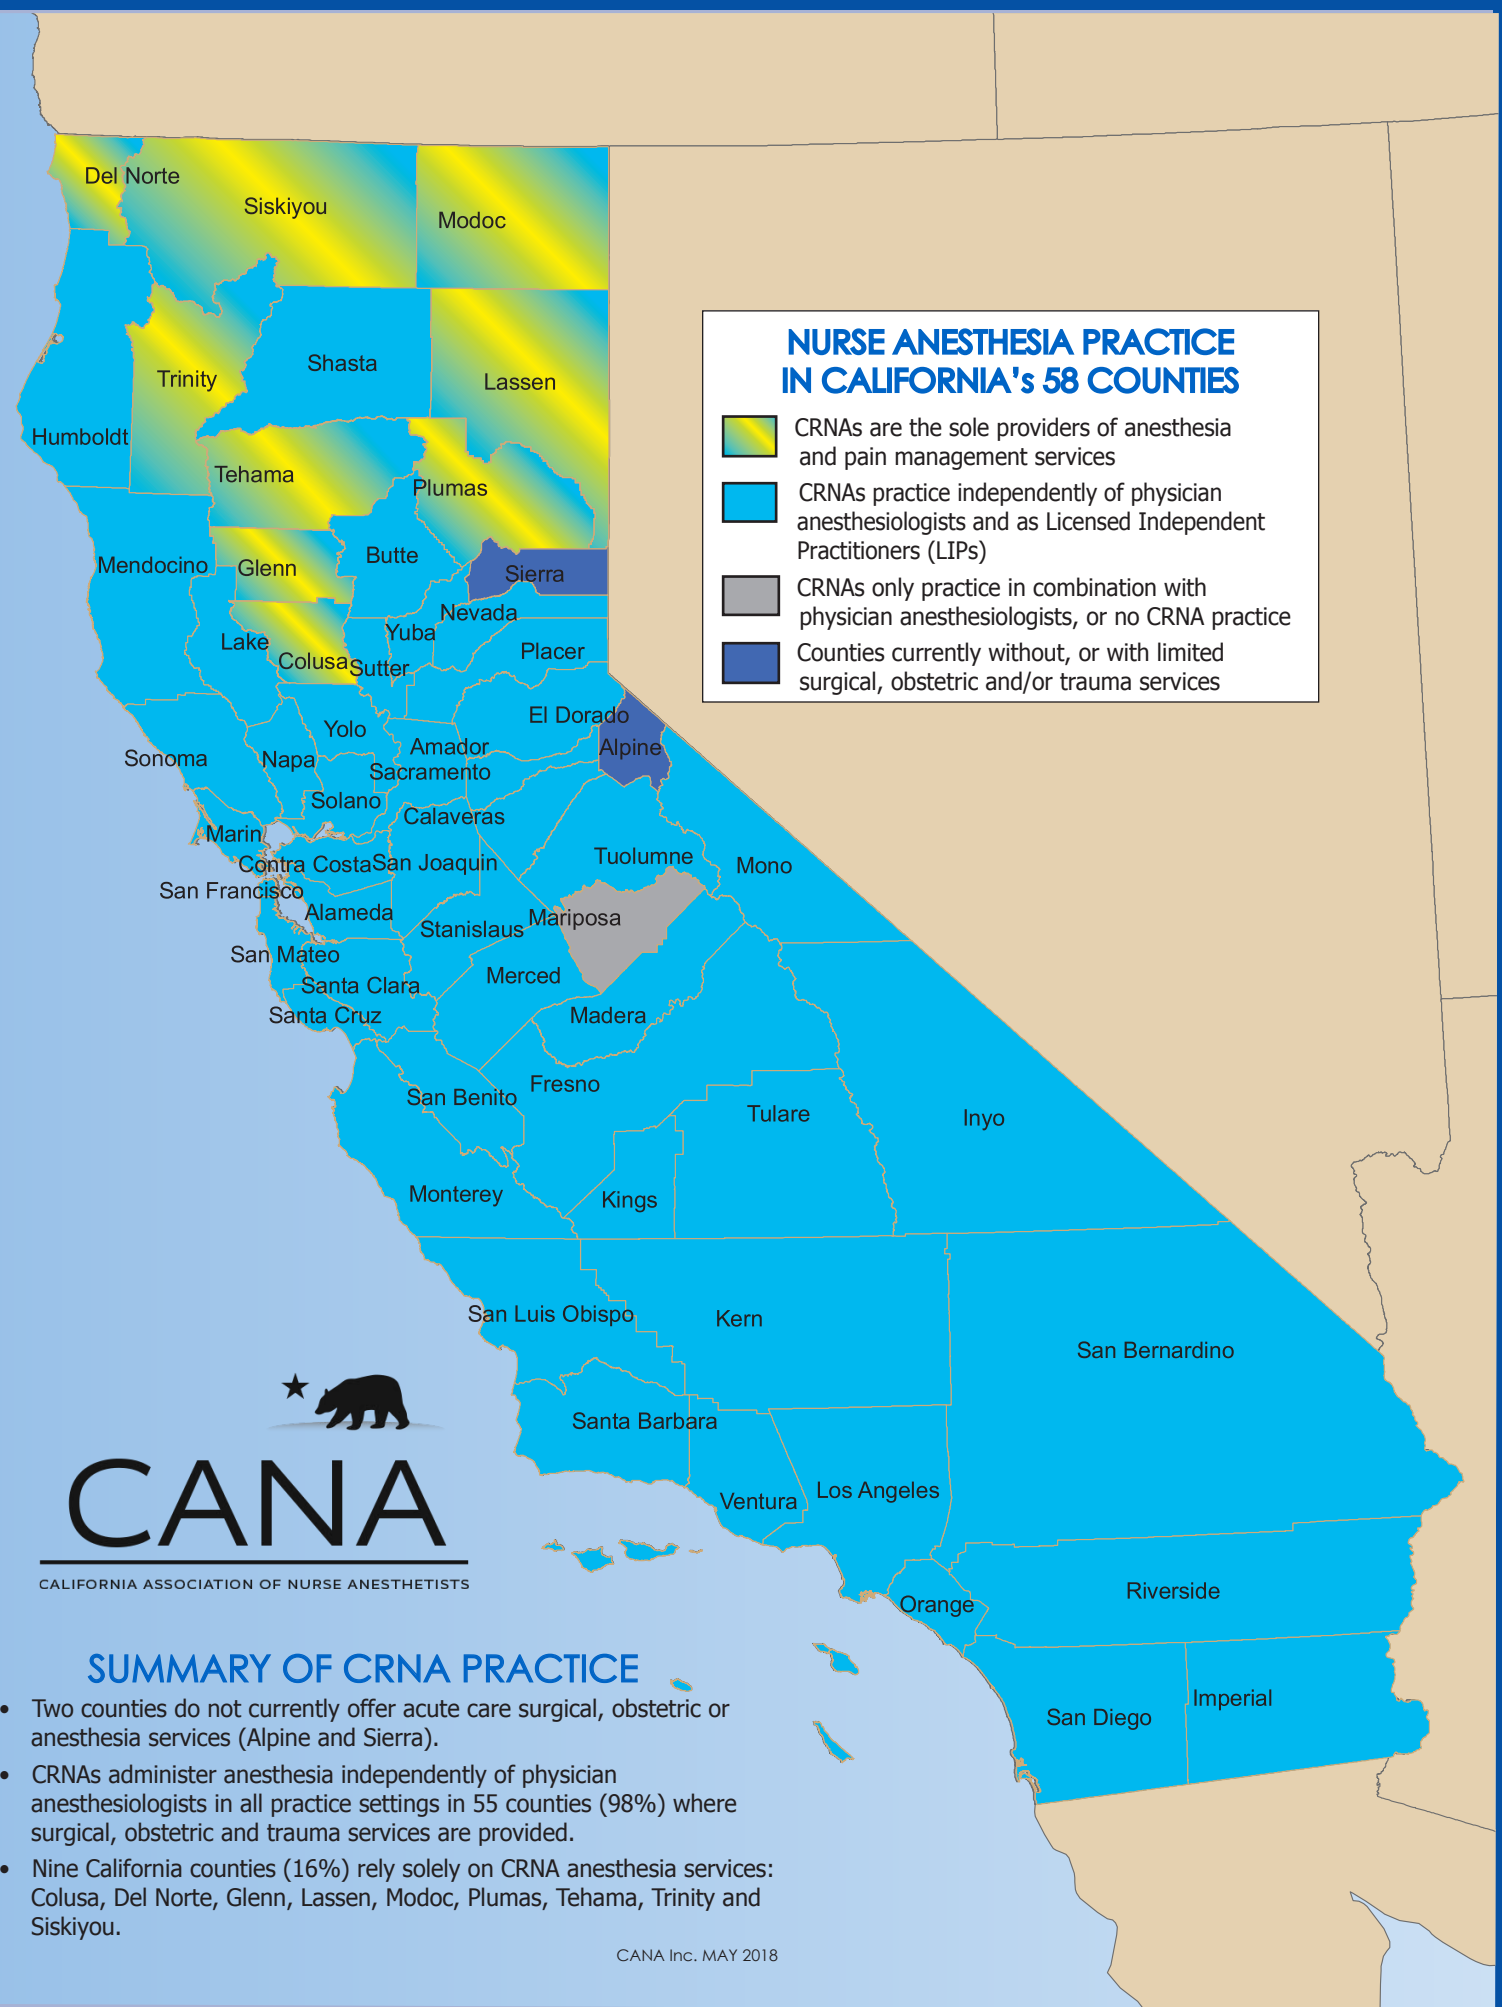 Del Norte
Siskiyou
Modoc
NURSE ANESTHESIA PRACTICE
IN CALIFORNIA's 58 COUNTIES
CRNAs are the sole providers of anesthesia
and pain management services
CRNAs practice independently of physician
anesthesiologists and as Licensed Independent
Practitioners (LIPs)
CRNAs only practice in combination with
physician anesthesiologists, or no CRNA practice
Counties currently without, or with limited
surgical, obstetric and/or trauma services
Shasta
Trinity
Lassen
Humboldt
Tehama
Plumas
Butte
Mendocino
Glenn
Sierra
Nevada
Yuba
Lake
Placer
Colusa
Sutter
El Dorado
Yolo
Amador
Alpine
Sonoma
Napa
Sacramento
Solano
Calaveras
Marin
Tuolumne
Contra Costa
San Joaquin
Mono
San Francisco
Alameda
Mariposa
Stanislaus
San Mateo
Merced
Santa Clara
Santa Cruz
Madera
Fresno
San Benito
Tulare
Inyo
Monterey
Kings
San Luis Obispo
Kern
San Bernardino
Santa Barbara
Los Angeles
Ventura
Riverside
Orange
Imperial
San Diego
CANA
CALIFORNIA ASSOCIATION OF NURSE ANESTHETISTS
SUMMARY OF CRNA PRACTICE
• Two counties do not currently offer acute care surgical, obstetric or
anesthesia services (Alpine and Sierra).
• CRNAs administer anesthesia independently of physician
anesthesiologists in all practice settings in 55 counties (98%) where
surgical, obstetric and trauma services are provided.
• Nine California counties (16%) rely solely on CRNA anesthesia services:
Colusa, Del Norte, Glenn, Lassen, Modoc, Plumas, Tehama, Trinity and
Siskiyou.
CANA Inc. MAY 2018